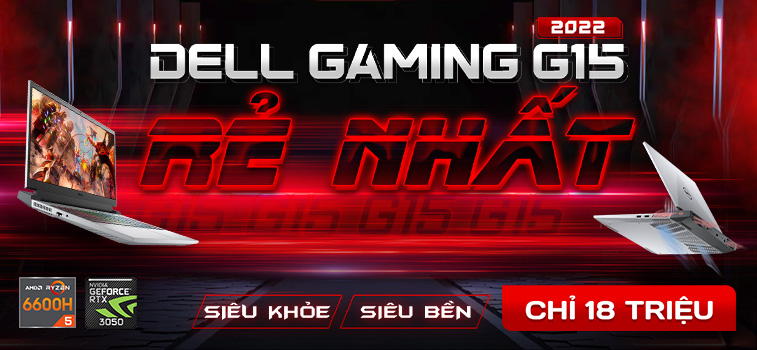 2022
DELL GAMING G15
RẺ NHẤT
AMD RYZEN
6600H
5
NVIDIA
GEFORCE
RTX
3050
SIÊU KHỎE
SIÊU BỀN
CHỈ 18 TRIỆU